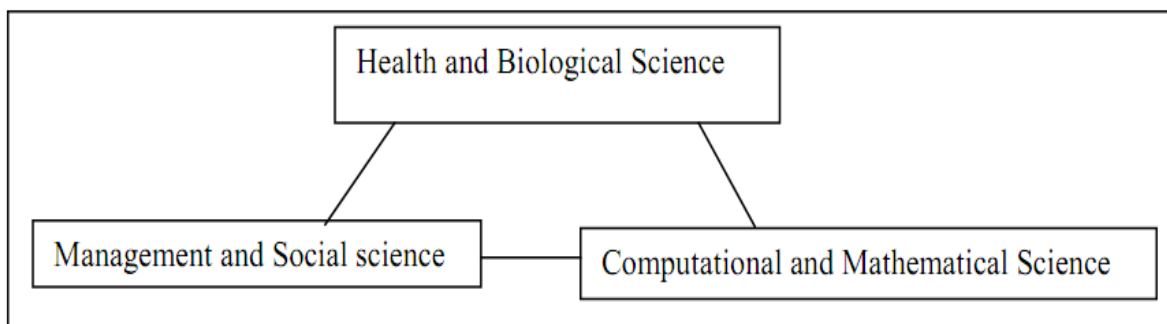 Health and Biological Science
Management and Social science
Computational and Mathematical Science